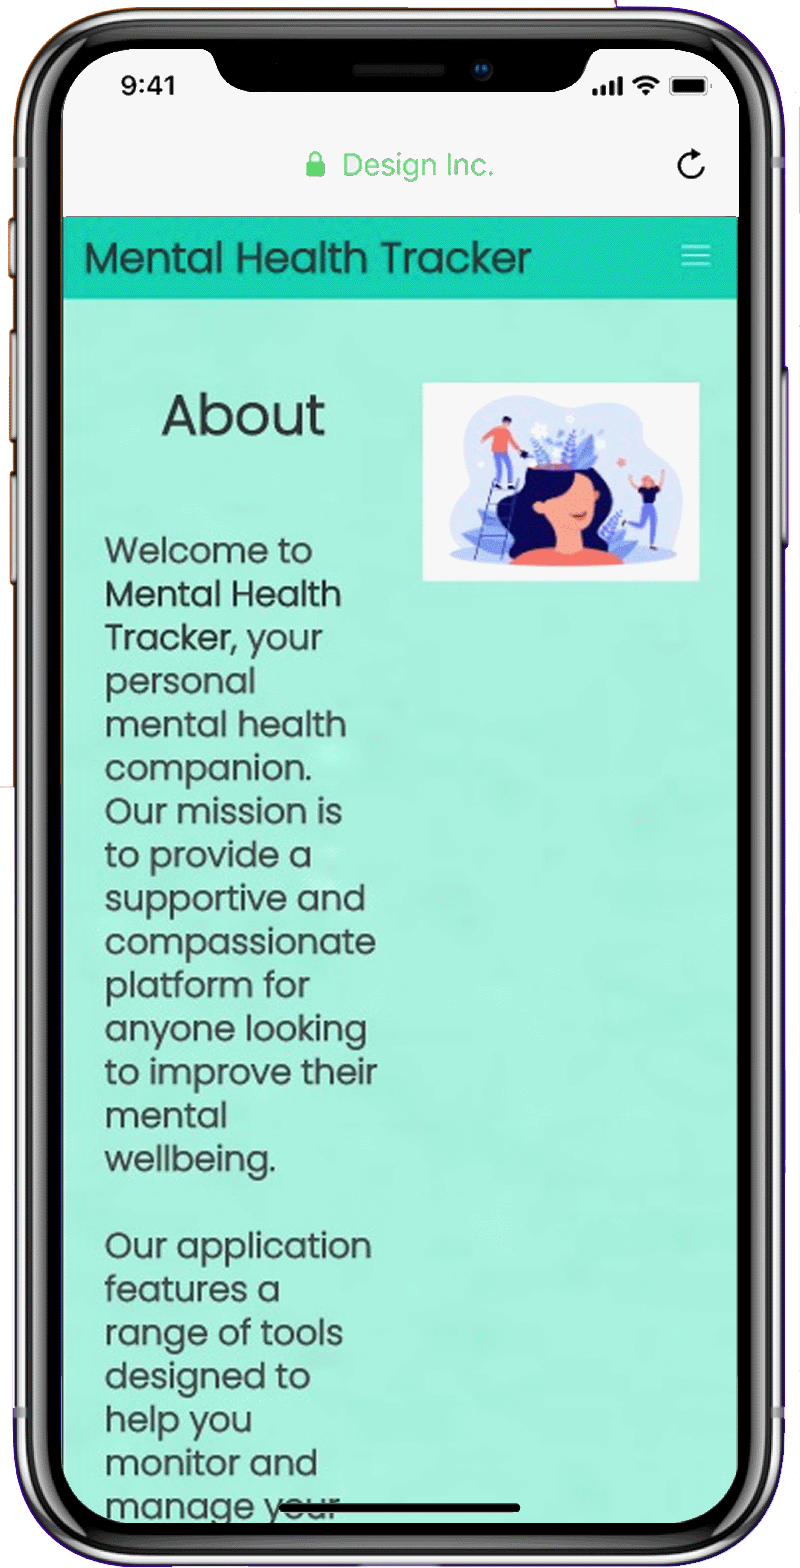 9:41
Design Inc.
Mental Health Tracker
About
Welcome to
Mental Health
Tracker, your
personal
mental health
companion.
Our mission is
to provide a
supportive and
compassionate
platform for
anyone looking
to improve their
mental
wellbeing.
Our application
features a
range of tools
designed to
help you
monitor and
manage your